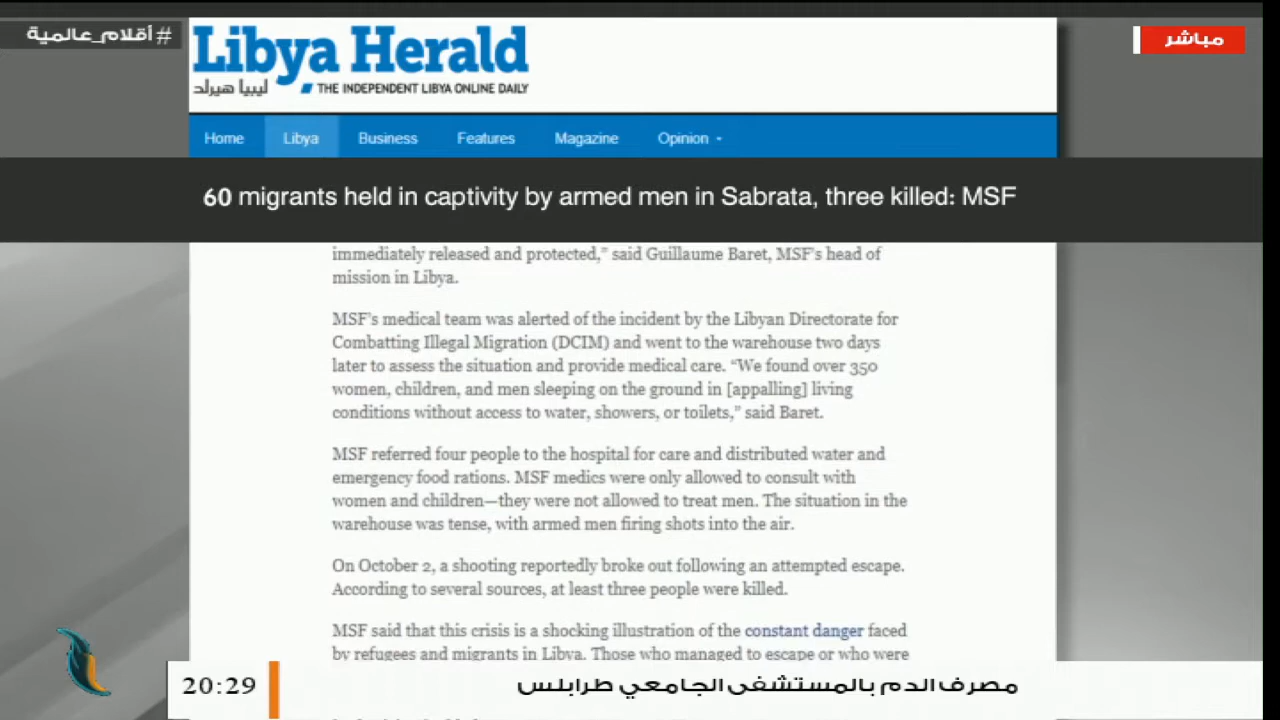 #أقلام_عالمية
مباشر
Libya Herald
ليبيا هيرلد
THE INDEPENDENT LIBYA ONLINE DAILY
Home Libya Business Features Magazine Opinion
60 migrants held in captivity by armed men in Sabrata, three killed: MSF
immediately released and protected,” said Guillaume Baret, MSF’s head of
mission in Libya.
MSF’s medical team was alerted of the incident by the Libyan Directorate for
Combatting Illegal Migration (DCIM) and went to the warehouse two days
later to assess the situation and provide medical care. “We found over 350
women, children, and men sleeping on the ground in [appalling] living
conditions without access to water, showers, or toilets,” said Baret.
MSF referred four people to the hospital for care and distributed water and
emergency food rations. MSF medics were only allowed to consult with
women and children—they were not allowed to treat men. The situation in the
warehouse was tense, with armed men firing shots into the air.
On October 2, a shooting reportedly broke out following an attempted escape.
According to several sources, at least three people were killed.
MSF said that this crisis is a shocking illustration of the constant danger faced
by refugees and migrants in Libya. Those who managed to escape or who were
20:29
مصرف الدم بالمستشفى الجامعي طرابلس